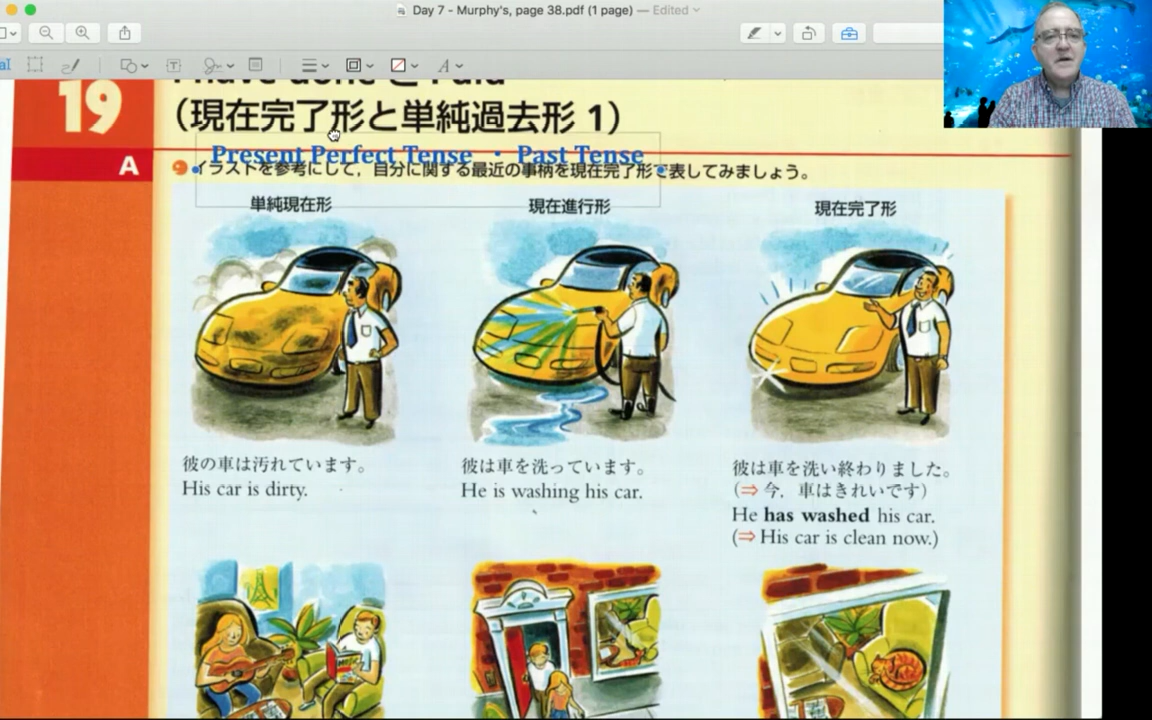 Day 7 - Murphy's, page 38.pdf (1 page) — Edited
19
(現在完了形と単純過去形 1)
Present Perfect Tense · Past Tense
A
イラストを参考にして，自分に関する最近の事柄を現在完了形で表してみましょう。
単純現在形
現在進行形
現在完了形
彼の車は汚れています。
His car is dirty.
彼は車を洗っています。
He is washing his car.
彼は車を洗い終わりました。
(⇒ 今，車はきれいです)
He has washed his car.
(⇒ His car is clean now.)